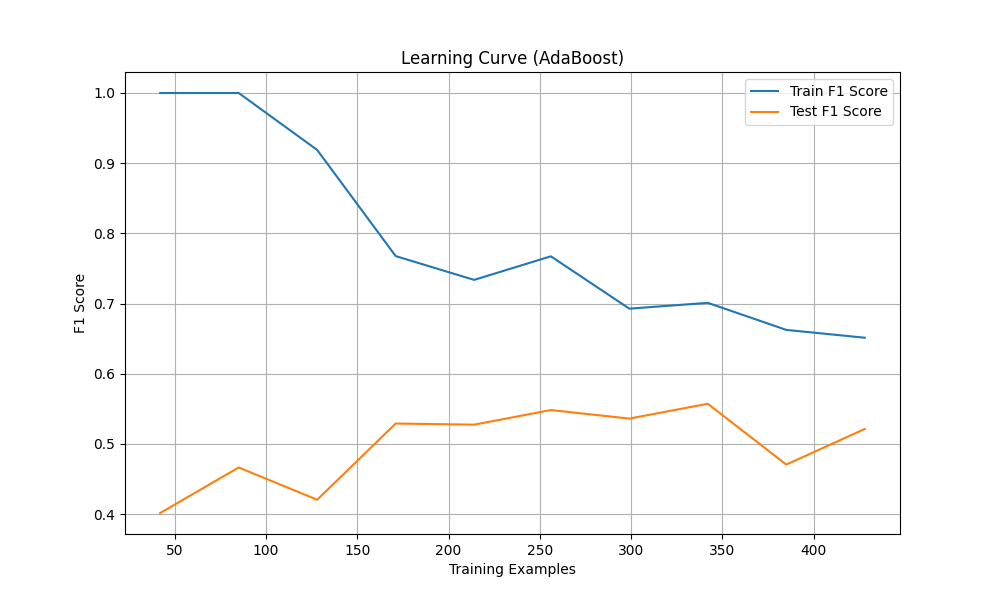 Learning Curve (AdaBoost)
Train F1 Score
Test F1 Score
F1 Score
1.0
0.9
0.8
0.7
0.6
0.5
0.4
50 100 150 200 250 300 350 400
Training Examples